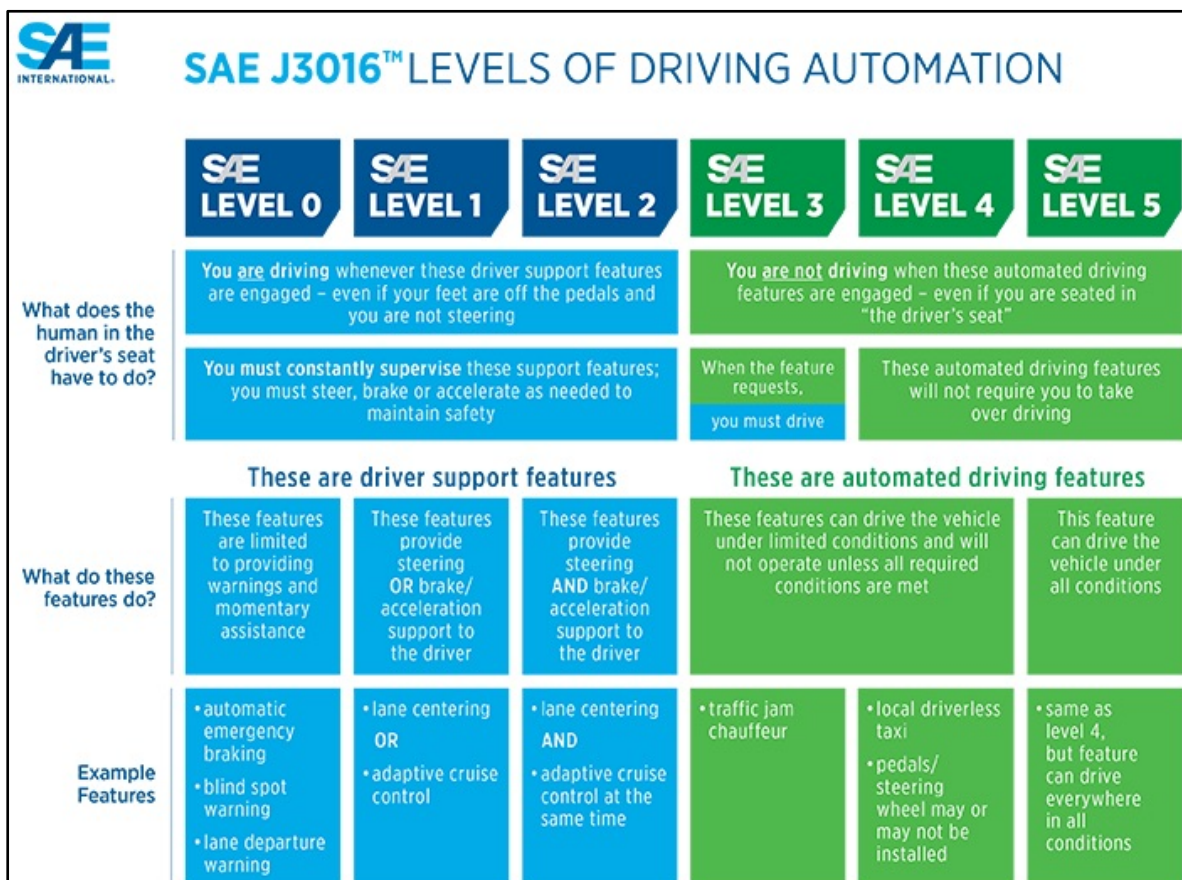 SAE
INTERNATIONAL®
SAE J3016™ LEVELS OF DRIVING AUTOMATION
SAE
LEVEL 0
SAE
LEVEL 1
SAE
LEVEL 2
SAE
LEVEL 3
SAE
LEVEL 4
SAE
LEVEL 5
What does the
human in the
driver's seat
have to do?
You are driving whenever these driver support features
are engaged – even if your feet are off the pedals and
you are not steering
You are not driving when these automated driving
features are engaged – even if you are seated in
“the driver's seat”
You must constantly supervise these support features;
you must steer, brake or accelerate as needed to
maintain safety
When the feature
requests,
you must drive
These automated driving features
will not require you to take
over driving
These are driver support features
These are automated driving features
What do these
features do?
These features
are limited
to providing
warnings and
momentary
assistance
These features
provide
steering
OR brake/
acceleration
support to
the driver
These features
provide
steering
AND brake/
acceleration
support to
the driver
These features can drive the vehicle
under limited conditions and will
not operate unless all required
conditions are met
This feature
can drive the
vehicle under
all conditions
Example
Features
• automatic
emergency
braking
• blind spot
warning
• lane departure
warning
• lane centering
OR
• adaptive cruise
control
• lane centering
AND
• adaptive cruise
control at the
same time
• traffic jam
chauffeur
• local driverless
taxi
• pedals/
steering
wheel may or
may not be
installed
• same as
level 4,
but feature
can drive
everywhere
in all
conditions